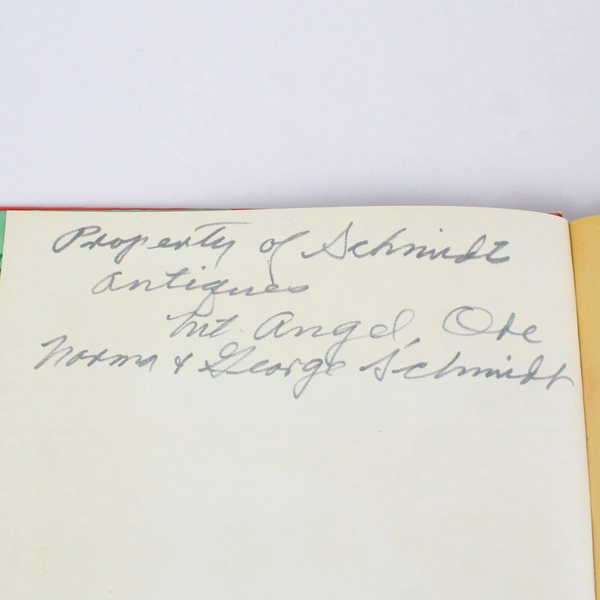 Property of Schmidt
Antiques
Mt. Angel, Ore
Norma & George Schmidt